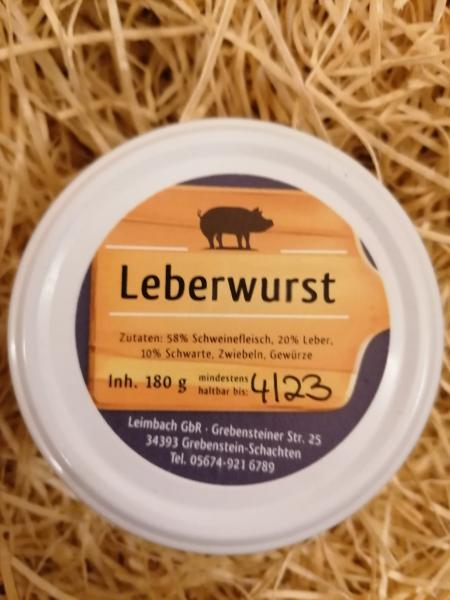 Leberwurst
Zutaten: 58% Schweinefleisch, 20% Leber,
10% Schwarte, Zwiebeln, Gewürze
Inh. 180 g mindestens haltbar bis: 4/23
Leimbach GbR · Grebensteiner Str. 25
34393 Grebenstein-Schachten
Tel. 05674-921 6789